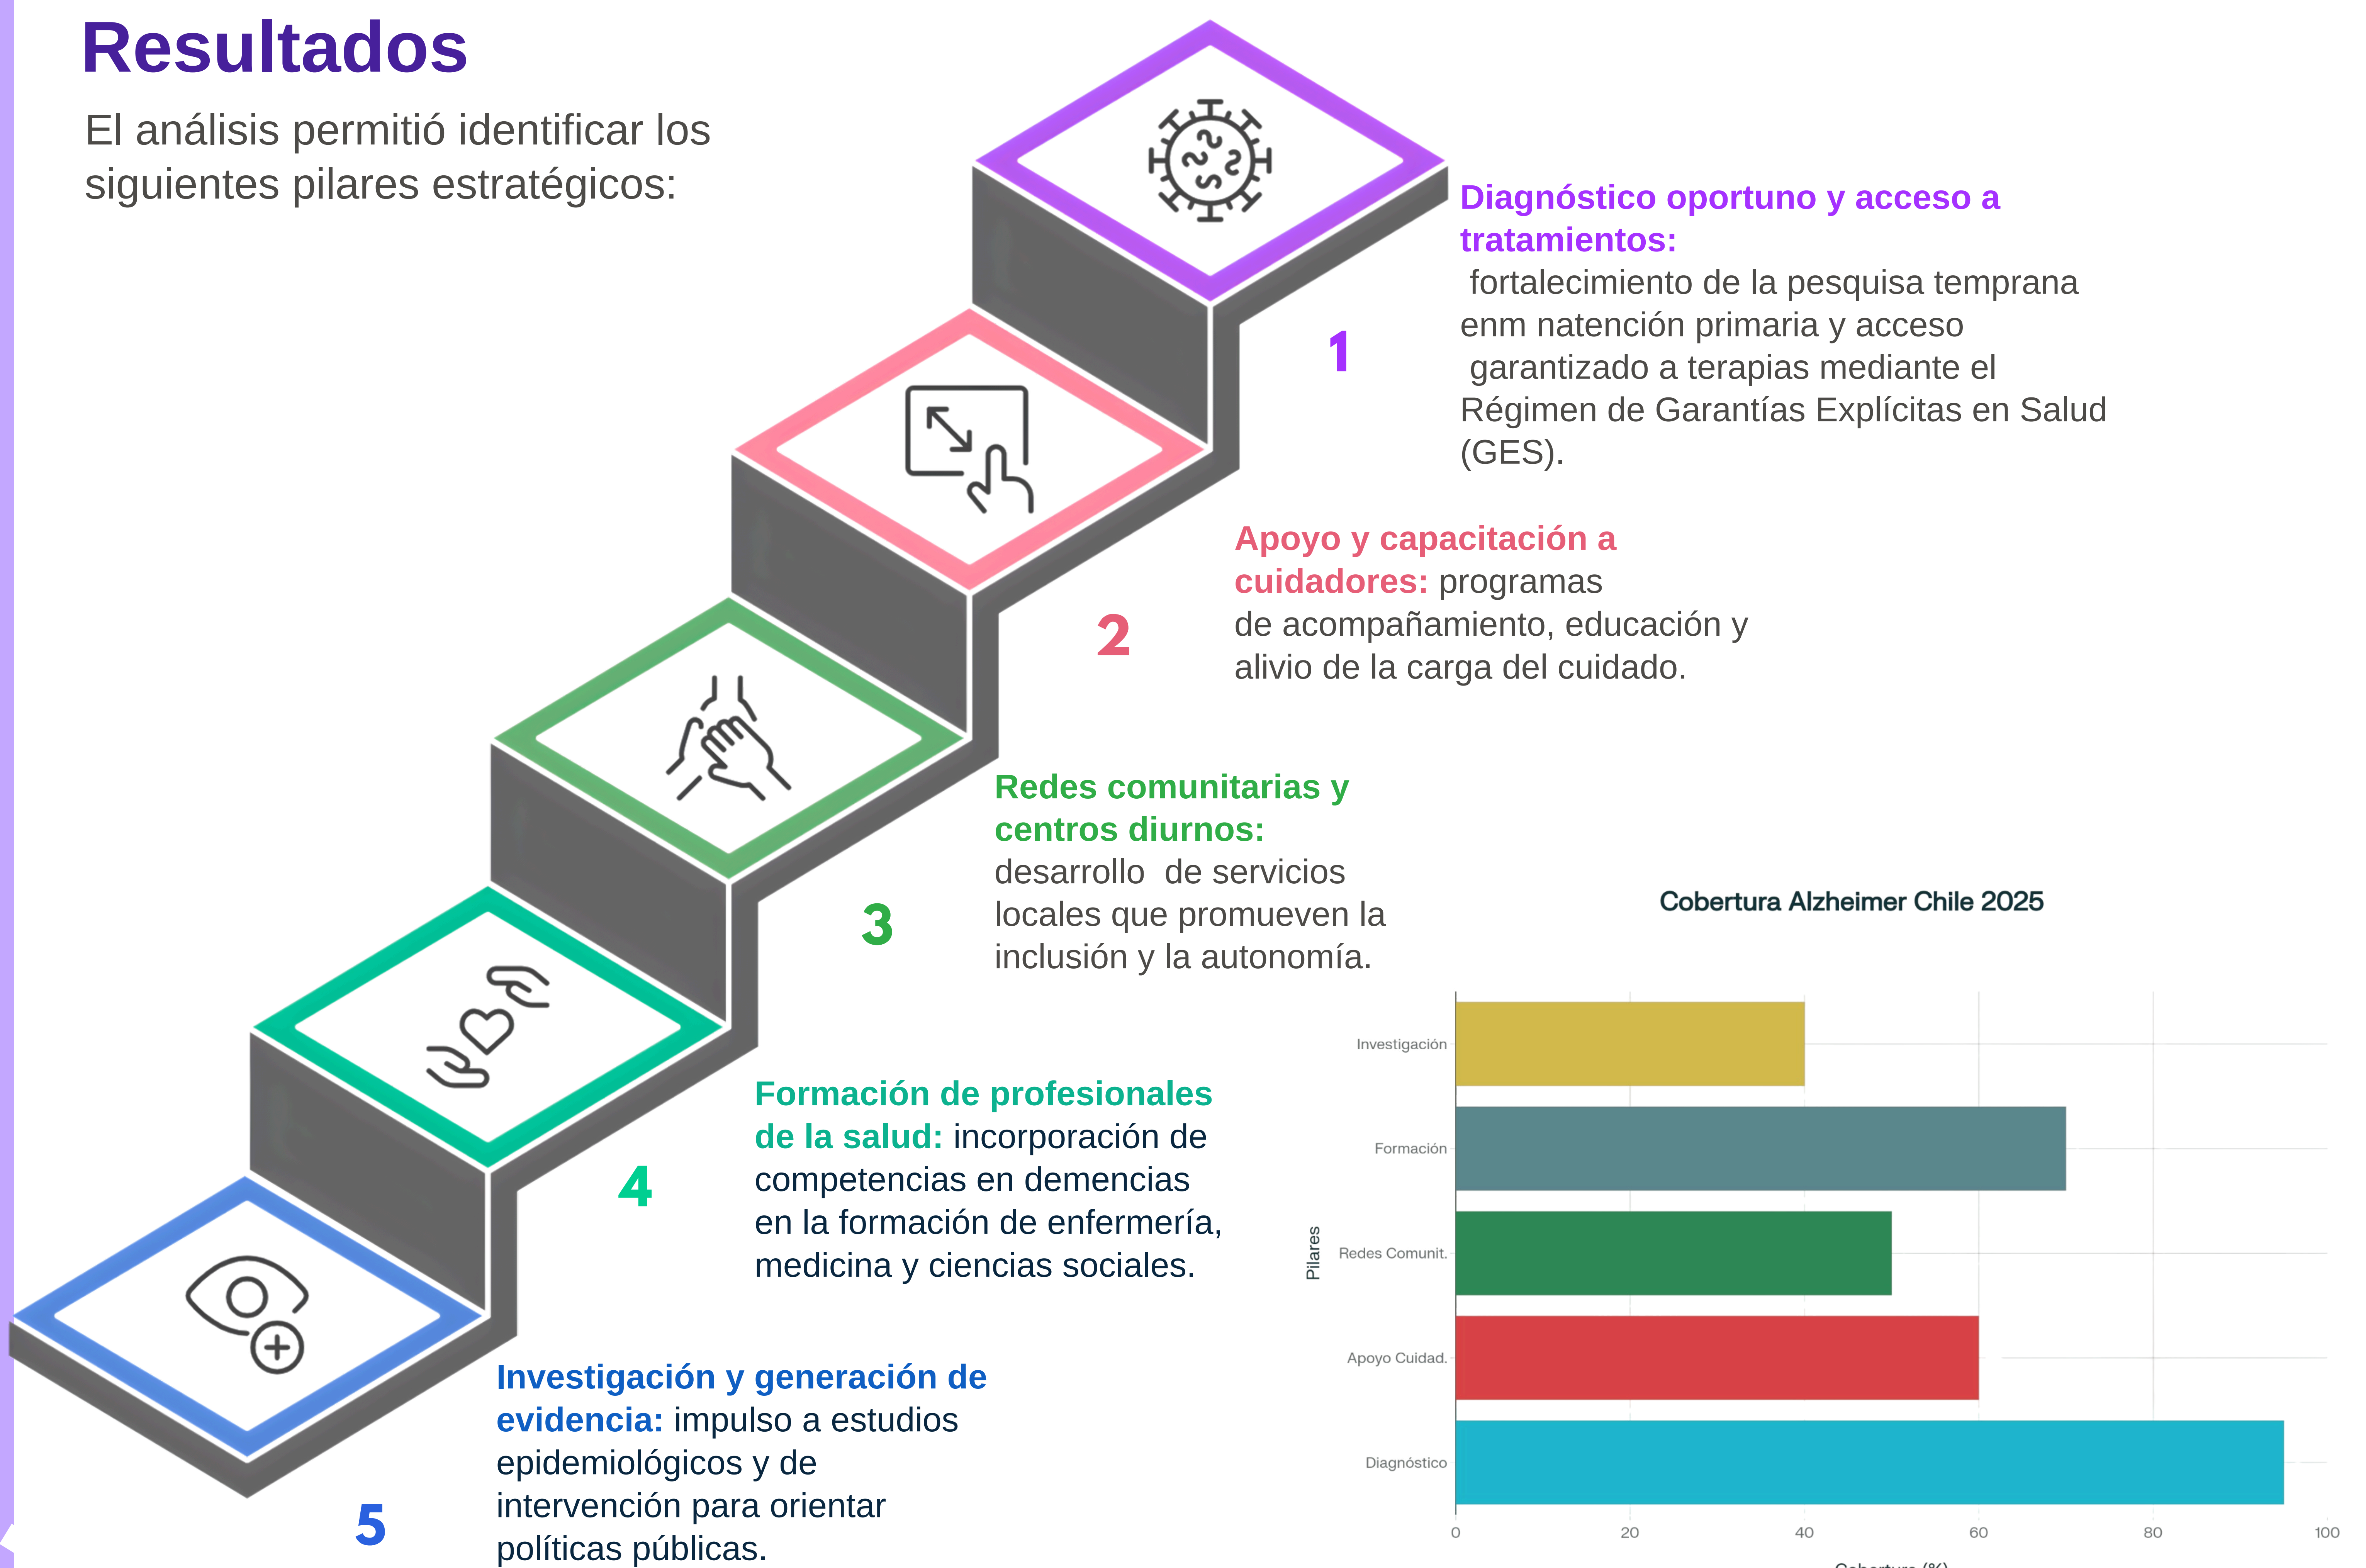 Resultados
El análisis permitió identificar los
siguientes pilares estratégicos:
Diagnóstico oportuno y acceso a
tratamientos:
fortalecimiento de la pesquisa temprana
enm natención primaria y acceso
garantizado a terapias mediante el
Régimen de Garantías Explícitas en Salud
(GES).
1
Apoyo y capacitación a
cuidadores: programas
de acompañamiento, educación y
alivio de la carga del cuidado.
2
Redes comunitarias y
centros diurnos:
desarrollo  de servicios
locales que promueven la
inclusión y la autonomía.
3
Formación de profesionales
de la salud: incorporación de
competencias en demencias
en la formación de enfermería,
medicina y ciencias sociales.
4
Investigación y generación de
evidencia: impulso a estudios
epidemiológicos y de
intervención para orientar
políticas públicas.
5
Cobertura Alzheimer Chile 2025
Pilares
Investigación
Formación
Redes Comunit.
Apoyo Cuidad.
Diagnóstico
0 20 40 60 80 100
Cobertura (%)